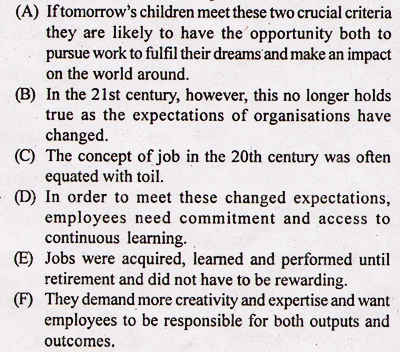 (A) If tomorrow's children meet these two crucial criteria
they are likely to have the opportunity both to
pursue work to fulfil their dreams and make an impact
on the world around.
(B) In the 21st century, however, this no longer holds
true as the expectations of organisations have
changed.
(C) The concept of job in the 20th century was often
equated with toil.
(D) In order to meet these changed expectations,
employees need commitment and access to
continuous learning.
(E) Jobs were acquired, learned and performed until
retirement and did not have to be rewarding.
(F) They demand more creativity and expertise and want
employees to be responsible for both outputs and
outcomes.